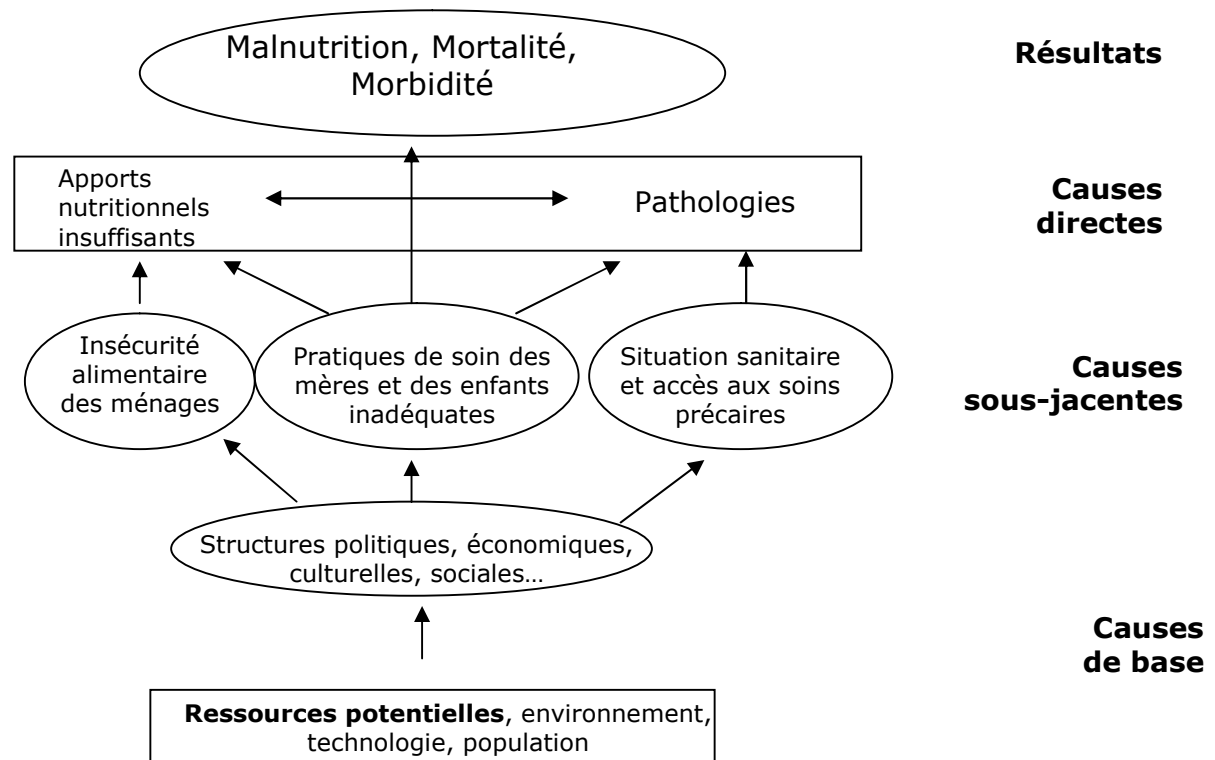 Malnutrition, Mortalité,
Morbidité
Résultats
Apports
nutritionnels
insuffisants
Pathologies
Causes
directes
Insécurité
alimentaire
des ménages
Pratiques de soin des
mères et des enfants
inadéquates
Situation sanitaire
et accès aux soins
précaires
Causes
sous-jacentes
Structures politiques, économiques,
culturelles, sociales…
Causes
de base
Ressources potentielles, environnement,
technologie, population